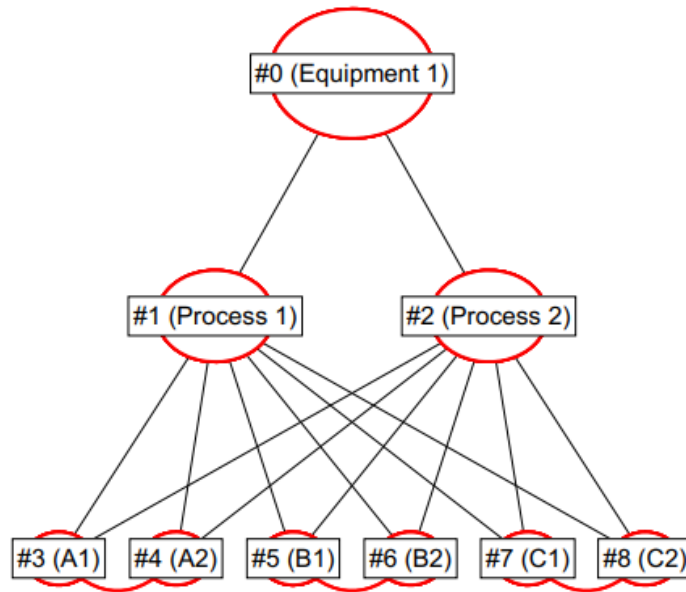 #0 (Equipment 1)
#1 (Process 1)
#2 (Process 2)
#3 (A1)
#4 (A2)
#5 (B1)
#6 (B2)
#7 (C1)
#8 (C2)